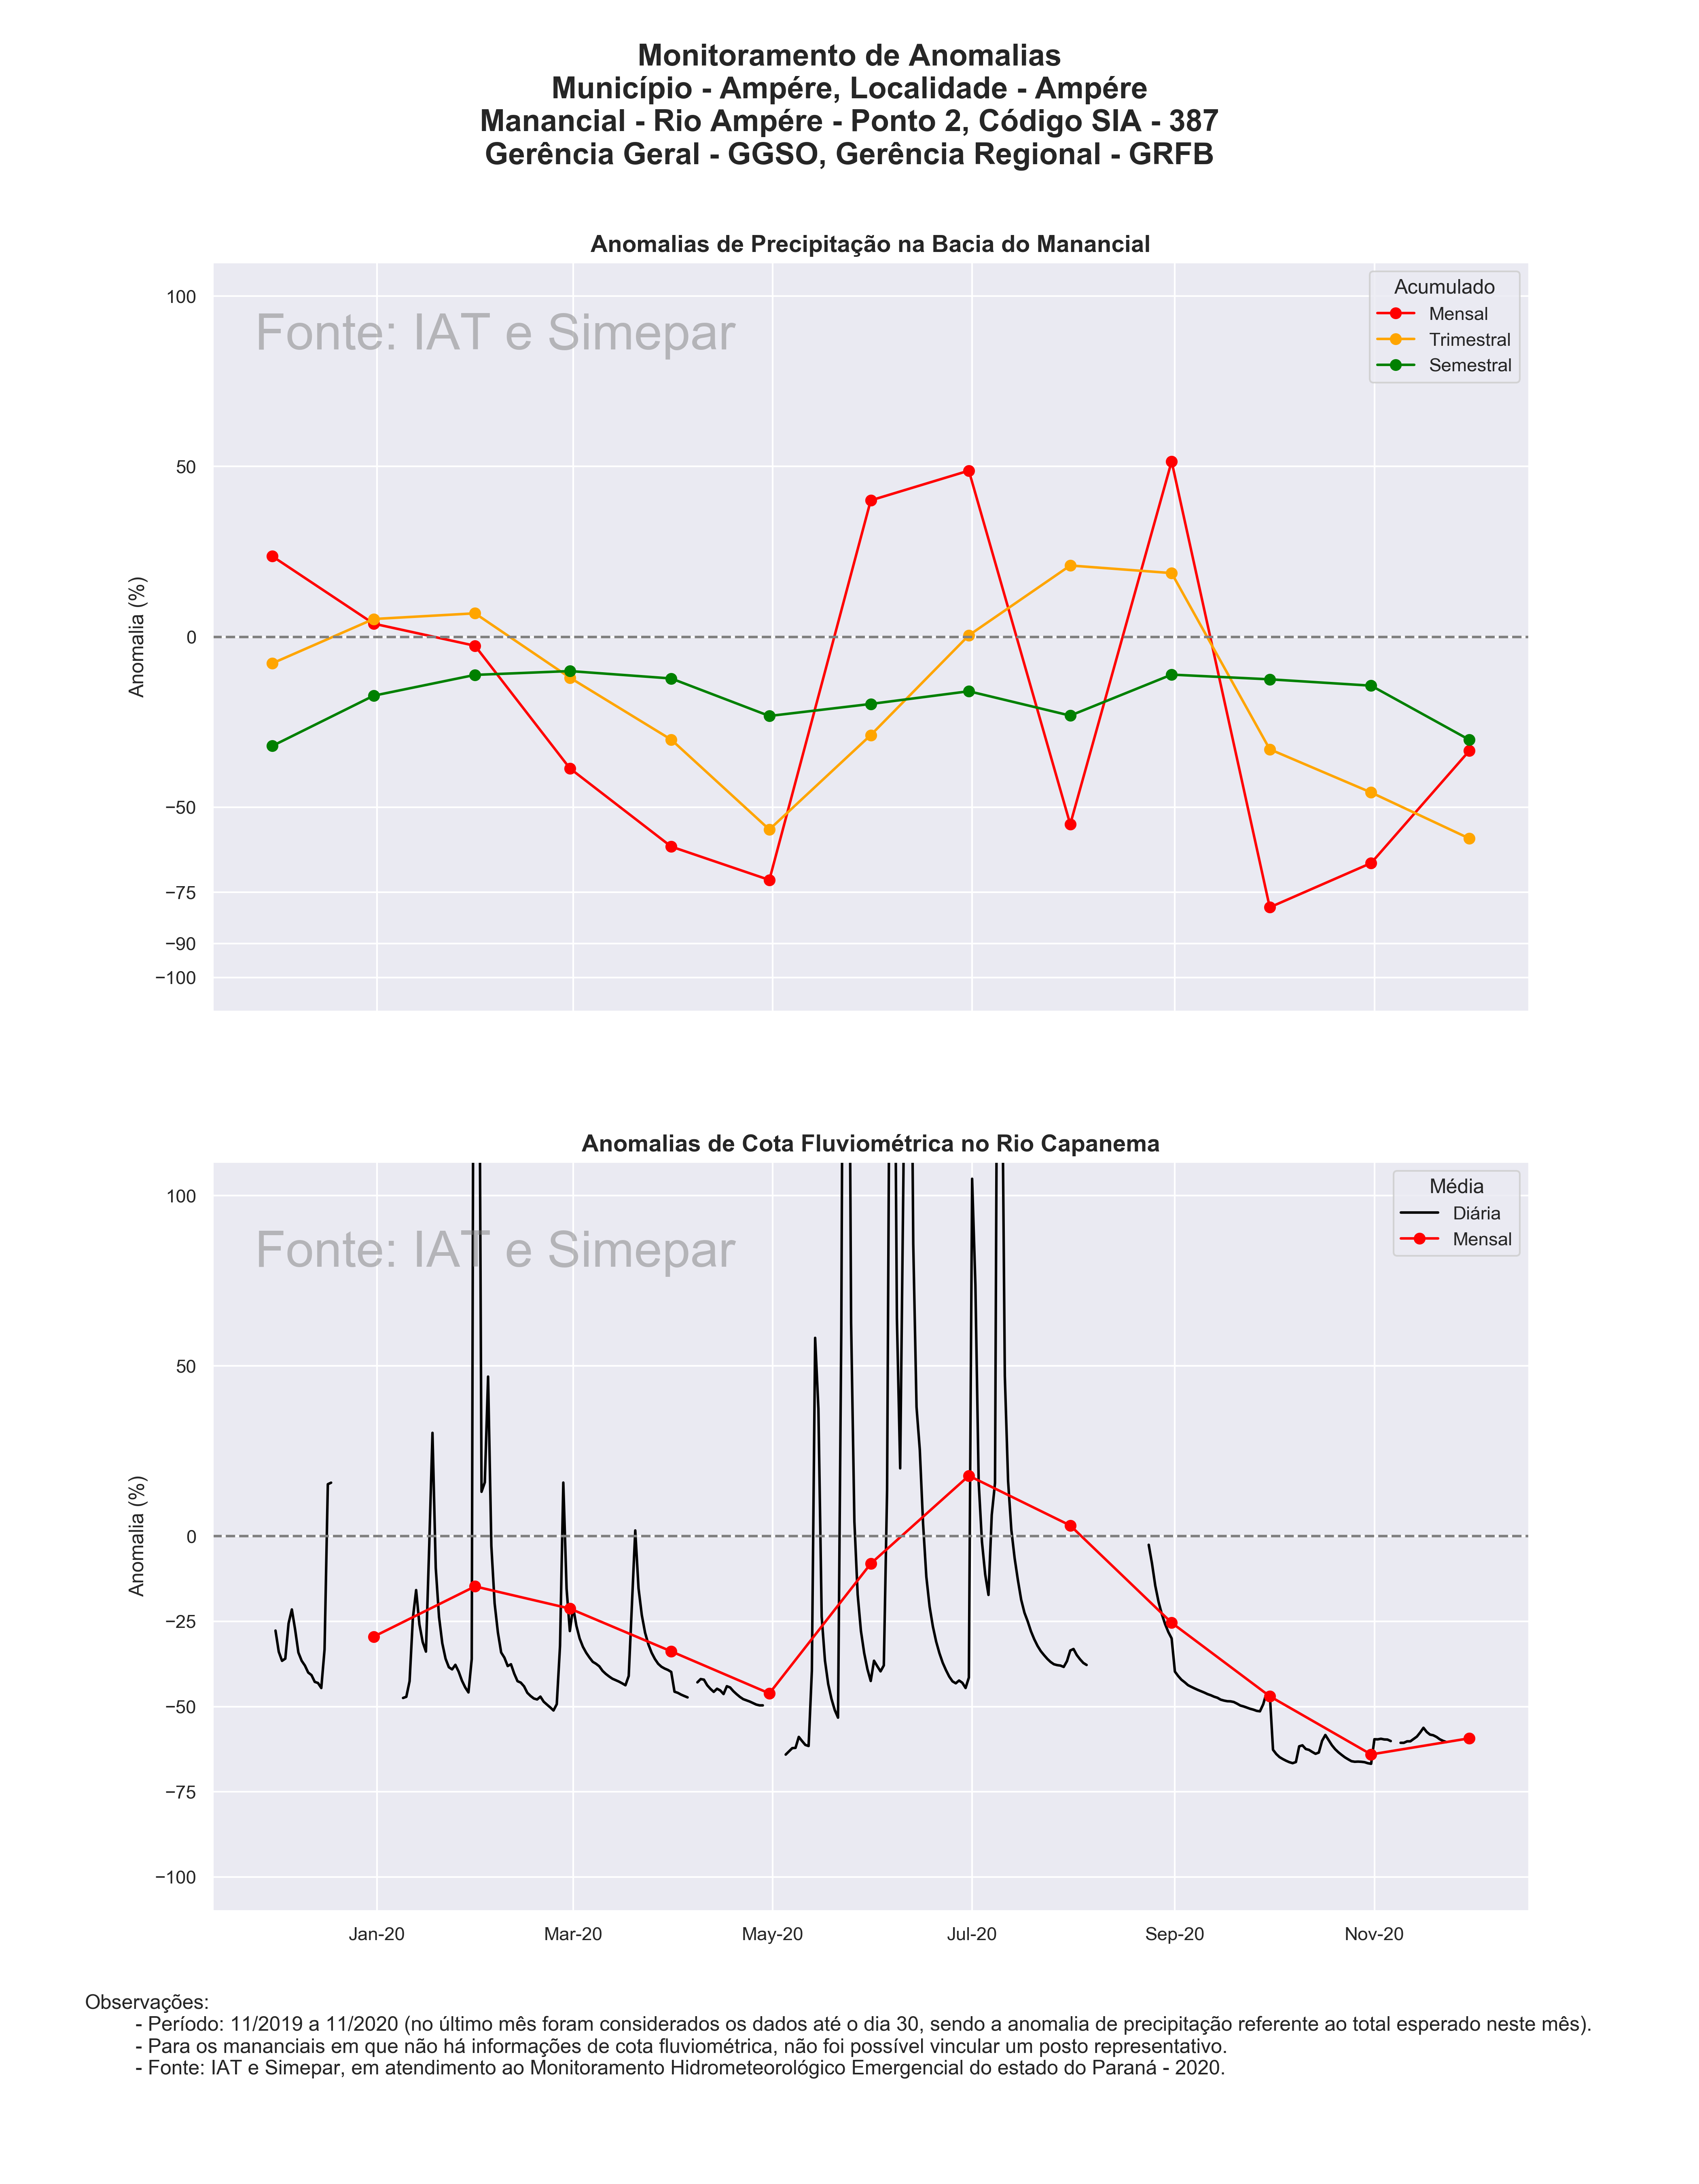 Monitoramento de Anomalias
Município - Ampére, Localidade - Ampére
Manancial - Rio Ampére - Ponto 2, Código SIA - 387
Gerência Geral - GGSO, Gerência Regional - GRFB
Anomalias de Precipitação na Bacia do Manancial
Fonte: IAT e Simepar
Acumulado
Mensal
Trimestral
Semestral
Anomalia (%)
100
50
0
−50
−75
−90
−100
Anomalias de Cota Fluviométrica no Rio Capanema
Fonte: IAT e Simepar
Média
Diária
Mensal
Anomalia (%)
100
50
0
−25
−50
−75
−100
Jan-20 Mar-20 May-20 Jul-20 Sep-20 Nov-20
Observações:
- Período: 11/2019 a 11/2020 (no último mês foram considerados os dados até o dia 30, sendo a anomalia de precipitação referente ao total esperado neste mês).
- Para os mananciais em que não há informações de cota fluviométrica, não foi possível vincular um posto representativo.
- Fonte: IAT e Simepar, em atendimento ao Monitoramento Hidrometeorológico Emergencial do estado do Paraná - 2020.